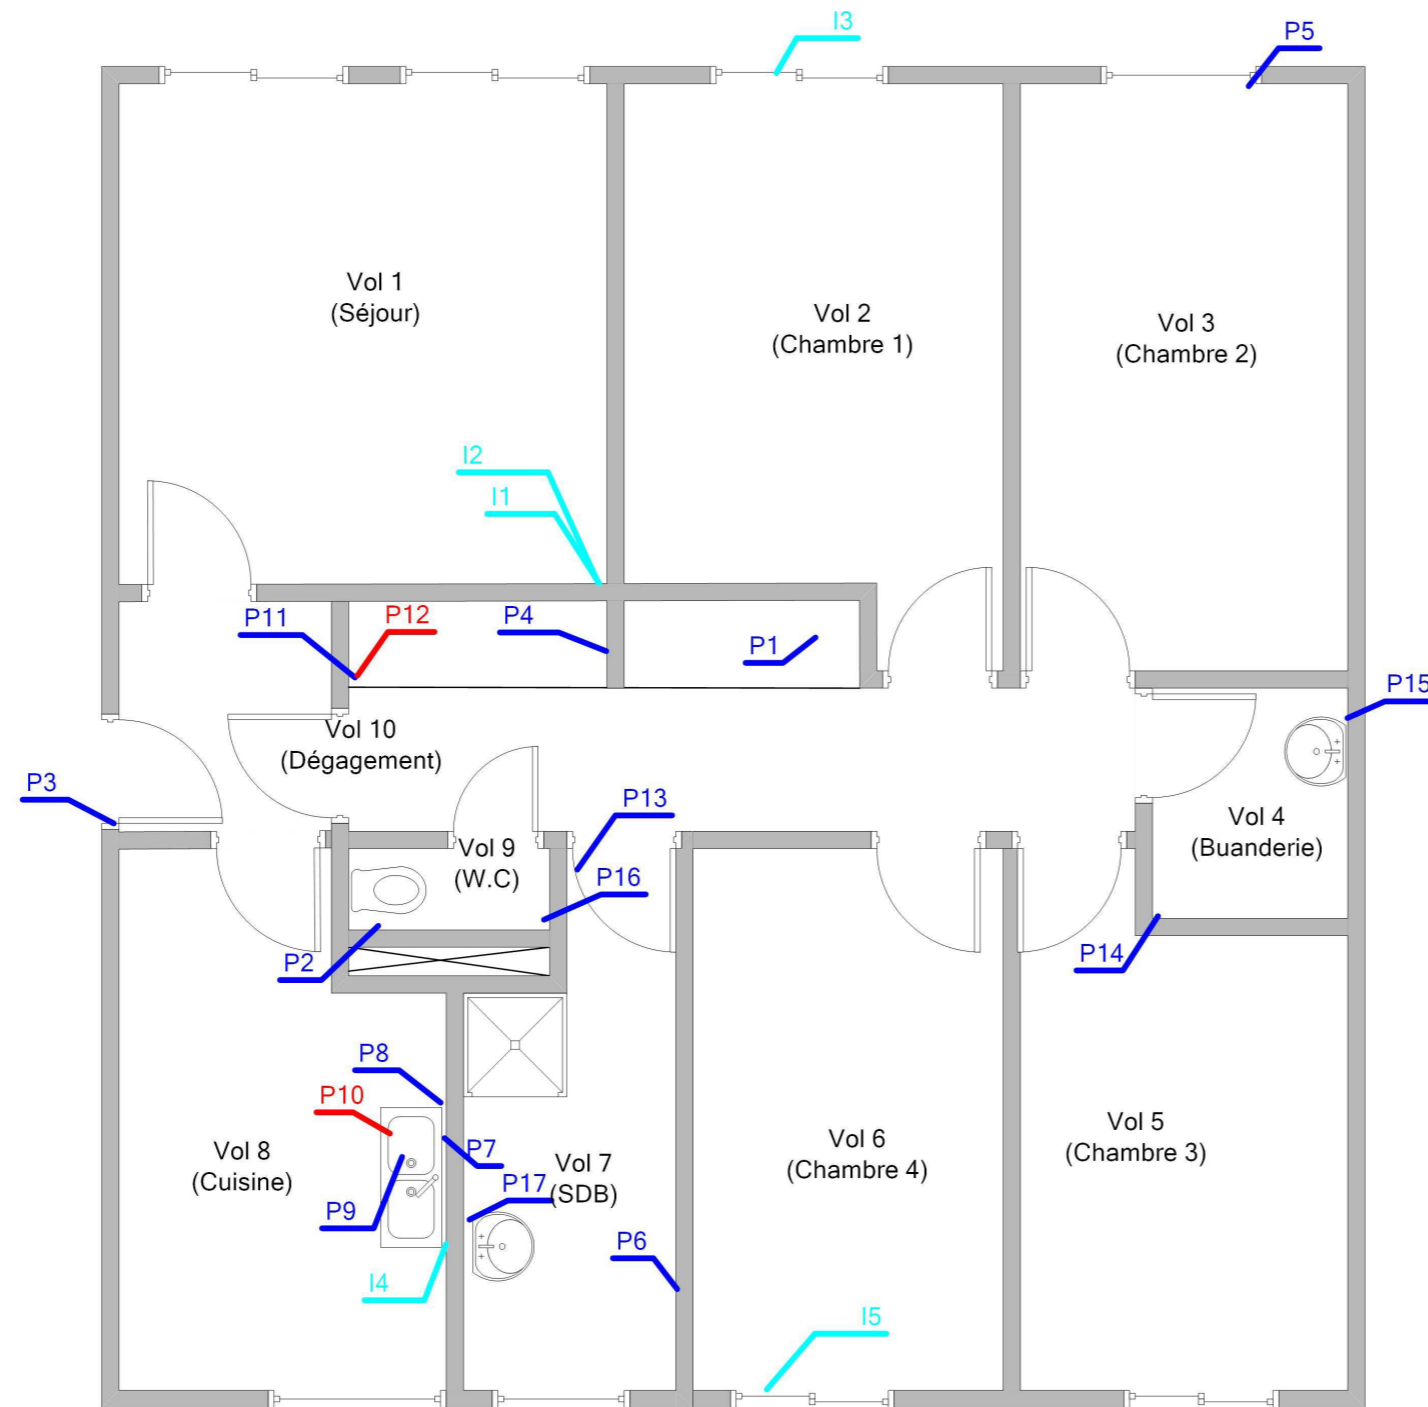 I3
P5
Vol 1
(Séjour)
Vol 2
(Chambre 1)
Vol 3
(Chambre 2)
I2
I1
P11
P12
P4
P1
P15
Vol 10
(Dégagement)
P3
P13
Vol 4
(Buanderie)
Vol 9
(W.C)
P16
P2
P14
P8
P10
P7
Vol 8
(Cuisine)
P9
Vol 7
(SDB)
P17
Vol 6
(Chambre 4)
Vol 5
(Chambre 3)
P6
I4
I5